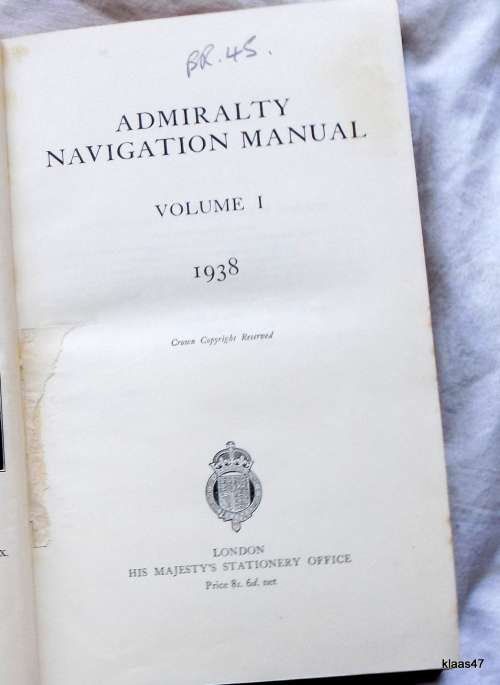 BR. 45.
ADMIRALTY
NAVIGATION MANUAL
VOLUME I
1938
Crown Copyright Reserved
LONDON
HIS MAJESTY'S STATIONERY OFFICE
Price 8s. 6d. net
x.
klaas47